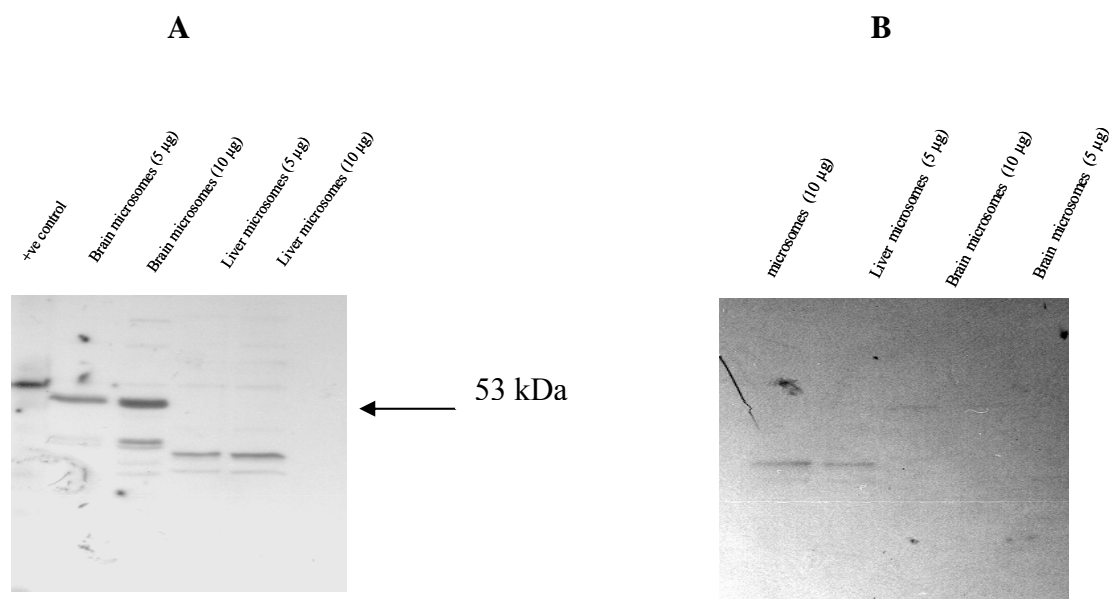 A
B
+ve control
Brain microsomes (5 µg)
Brain microsomes (10 µg)
Liver microsomes (5 µg)
Liver microsomes (10 µg)
microsomes (10 µg)
Liver microsomes (5 µg)
Brain microsomes (10 µg)
Brain microsomes (5 µg)
53 kDa